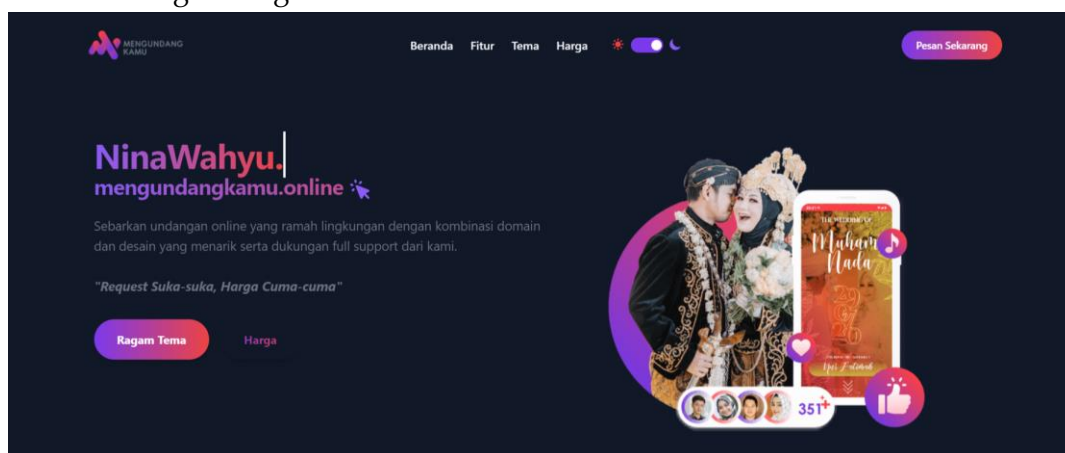 MENGUNDANG
KAMU
Beranda Fitur Tema Harga
Pesan Sekarang
NinaWahyu.
mengundangkamu.online
Sebarkan undangan online yang ramah lingkungan dengan kombinasi domain
dan desain yang menarik serta dukungan full support dari kami.
"Request Suka-suka, Harga Cuma-cuma"
Ragam Tema Harga
THE WEDDING OF
Muham
Nada
351+